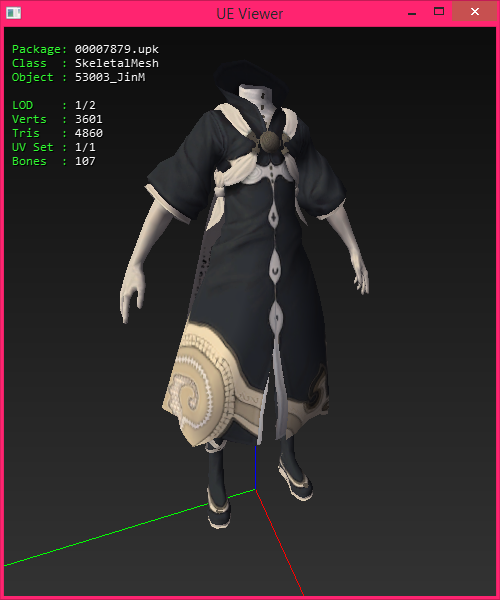 UE Viewer
Package: 00007879.upk
Class : SkeletalMesh
Object : 53003_JinM
LOD : 1/2
Verts : 3601
Tris : 4860
UV Set : 1/1
Bones : 107